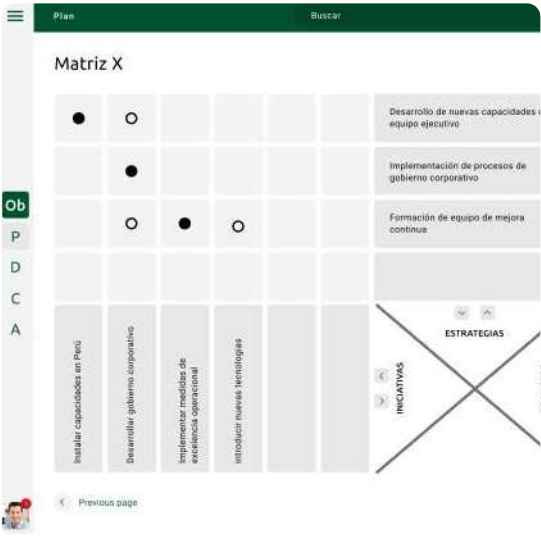 Plan
Buscar
Matriz X
Desarrollo de nuevas capacidades
equipo ejecutivo
Implementación de procesos de
gobierno corporativo
Formación de equipo de mejora
continua
Ob
P
D
C
A
Instalar capacidades en Perú
Desarrollar gobierno corporativo
Implementar medidas de
excelencia operacional
introducir nuevas tecnologías
ESTRATEGIAS
INICIATIVAS
Previous page